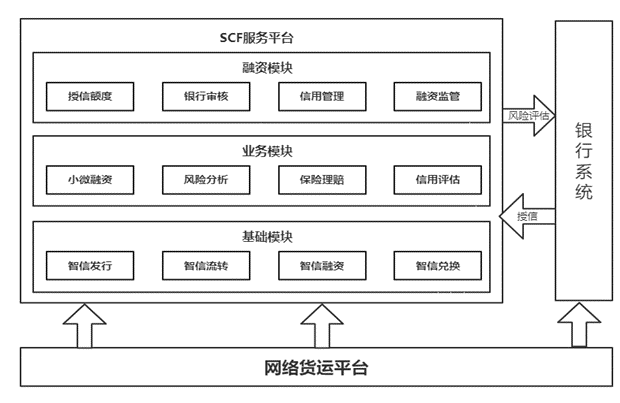 SCF服务平台
融资模块
授信额度 银行审核 信用管理 融资监管
业务模块
小微融资 风险分析 保险理赔 信用评估
基础模块
智信发行 智信流转 智信融资 智信兑换
风险评估
授信
银行系统
网络货运平台